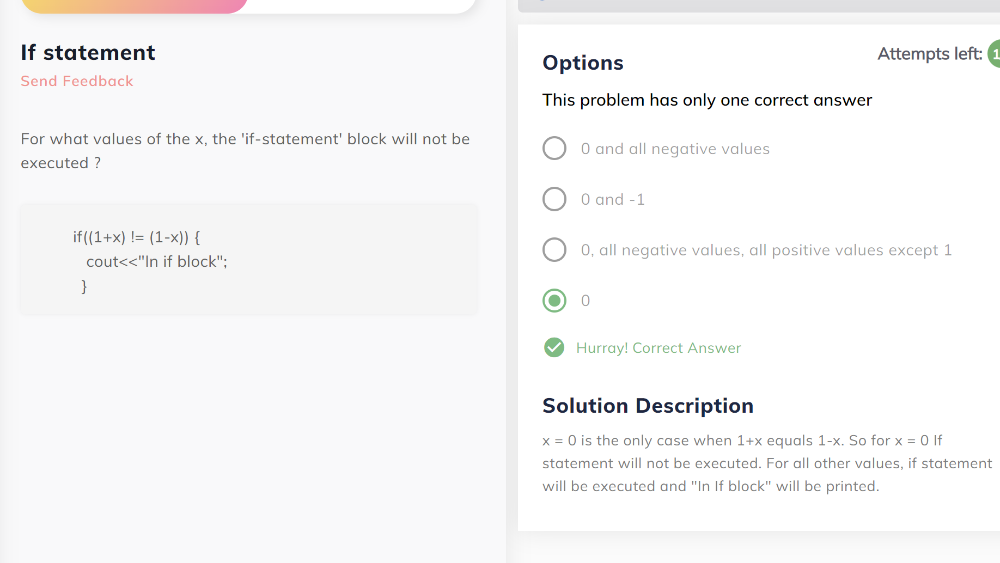 If statement
Send Feedback
For what values of the x, the 'if-statement' block will not be
executed ?
if((1+x) != (1-x)) {
cout<<"In if block";
}
Options
Attempts left: 1
This problem has only one correct answer
0 and all negative values
0 and -1
0, all negative values, all positive values except 1
0
Hurray! Correct Answer
Solution Description
x = 0 is the only case when 1+x equals 1-x. So for x = 0 If
statement will not be executed. For all other values, if statement
will be executed and "In If block" will be printed.